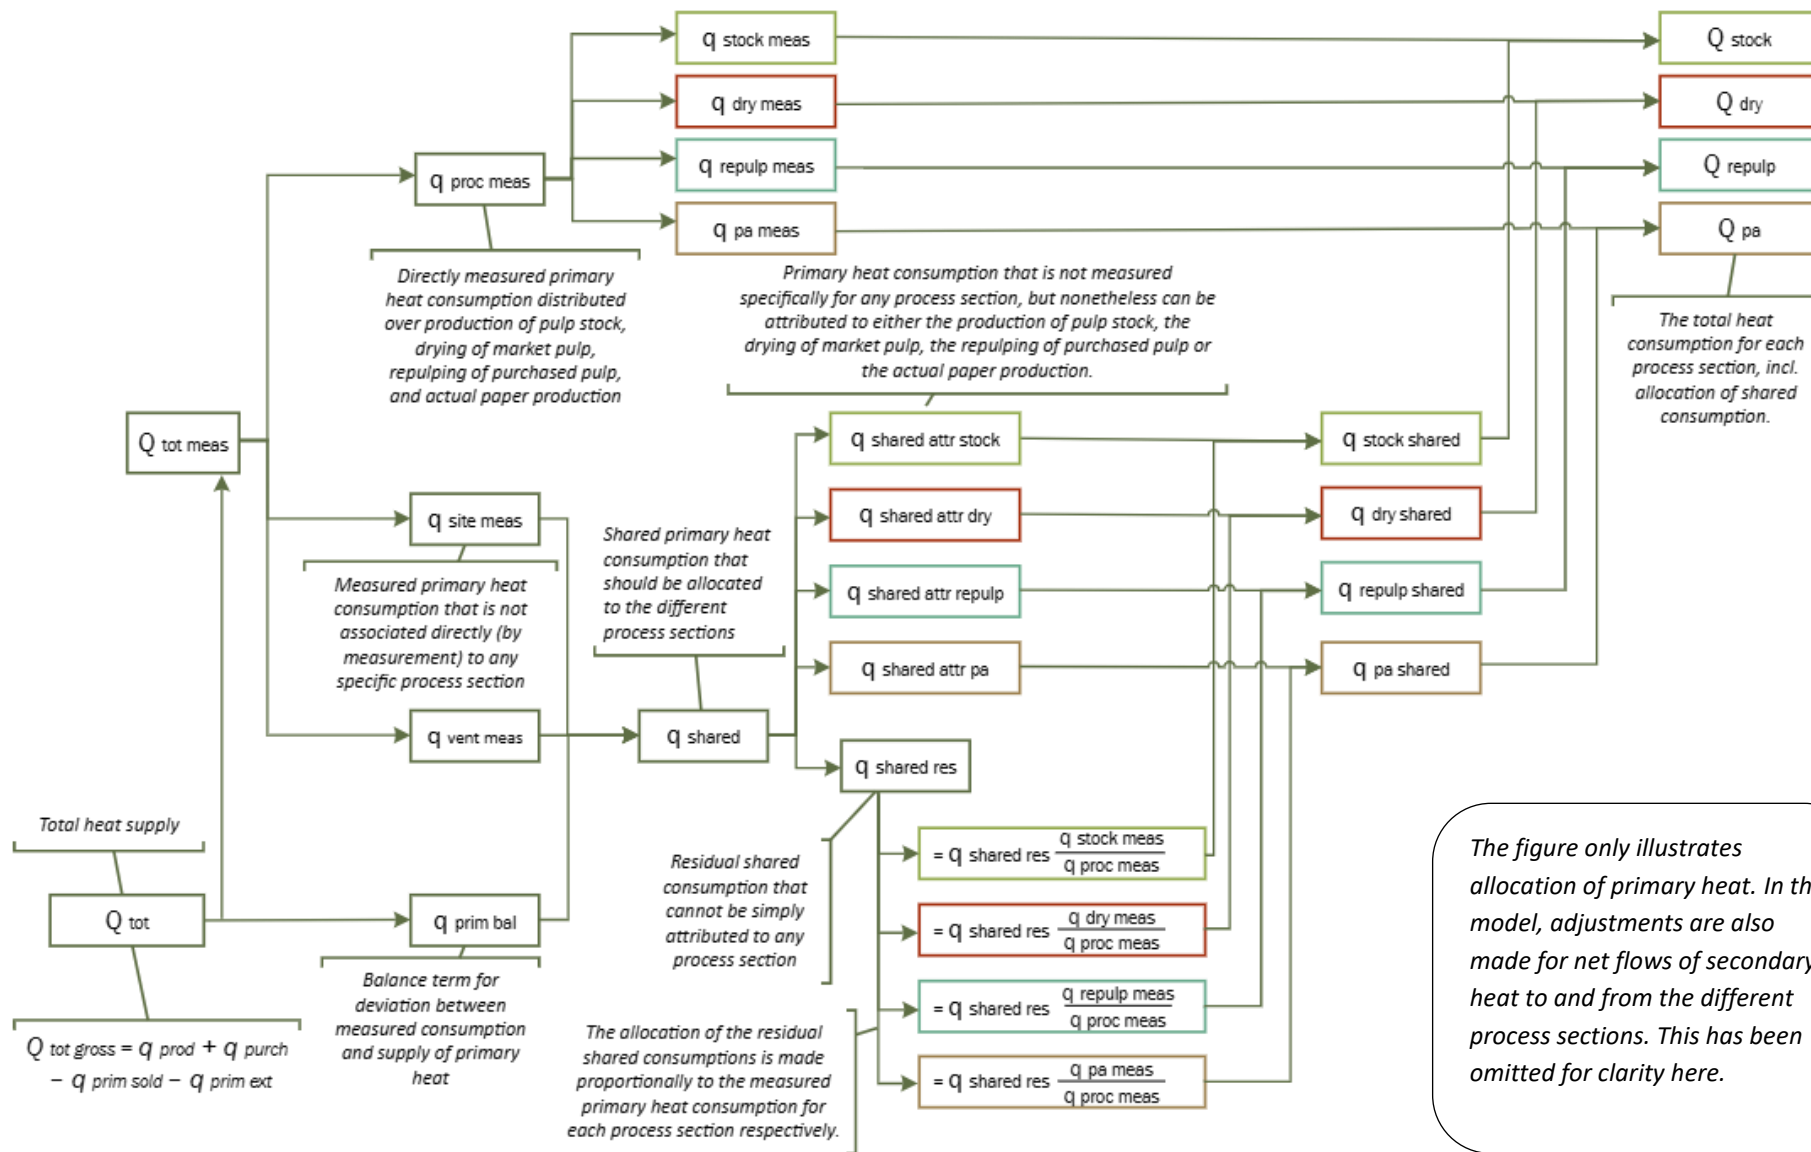 q stock meas
Q stock
q dry meas
Q dry
q repulp meas
Q repulp
q proc meas
q pa meas
Q pa
Directly measured primary
heat consumption distributed
over production of pulp stock,
drying of market pulp,
repulping of purchased pulp,
and actual paper production
Primary heat consumption that is not measured
specifically for any process section, but nonetheless can be
attributed to either the production of pulp stock, the
drying of market pulp, the repulping of purchased pulp or
the actual paper production.
The total heat
consumption for each
process section, incl.
allocation of shared
consumption.
Q tot meas
q shared attr stock
q stock shared
q site meas
q shared attr dry
q dry shared
Shared primary heat
consumption that
should be allocated
to the different
process sections
Measured primary heat
consumption that is not
associated directly (by
measurement) to any
specific process section
q shared attr repulp
q repulp shared
q shared attr pa
q pa shared
q vent meas
q shared
q shared res
Total heat supply
Q tot
q prim bal
Residual shared
consumption that
cannot be simply
attributed to any
process section
= q shared res q stock meas
q proc meas
= q shared res q dry meas
q proc meas
= q shared res q repulp meas
q proc meas
= q shared res q pa meas
q proc meas
Q tot gross = q prod + q purch
– q prim sold – q prim ext
Balance term for
deviation between
measured consumption
and supply of primary
heat
The allocation of the residual
shared consumptions is made
proportionally to the measured
primary heat consumption for
each process section respectively.
The figure only illustrates
allocation of primary heat. In th
model, adjustments are also
made for net flows of secondary
heat to and from the different
process sections. This has been
omitted for clarity here.